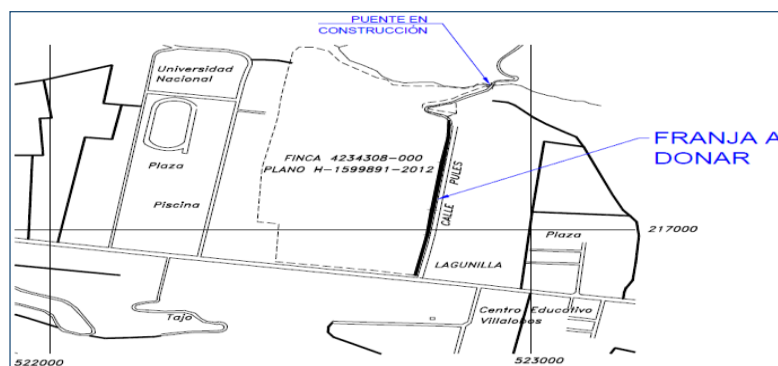 PUENTE EN
CONSTRUCCIÓN
Universidad
Nacional
FRANJA A
DONAR
FINCA 4234308-000
PLANO H-1599891-2012
Plaza
CALLE PULES
Piscina
Plaza
217000
LAGUNILLA
Tajo
Centro Educativo
Villalobos
522000
523000